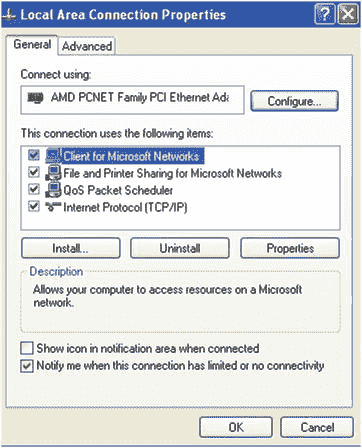 Local Area Connection Properties
General Advanced
Connect using:
AMD PCNET Family PCI Ethernet Ada
Configure...
This connection uses the following items:
Client for Microsoft Networks
File and Printer Sharing for Microsoft Networks
QoS Packet Scheduler
Internet Protocol (TCP/IP)
Install... Uninstall Properties
Description
Allows your computer to access resources on a Microsoft
network.
Show icon in notification area when connected
Notify me when this connection has limited or no connectivity
OK Cancel